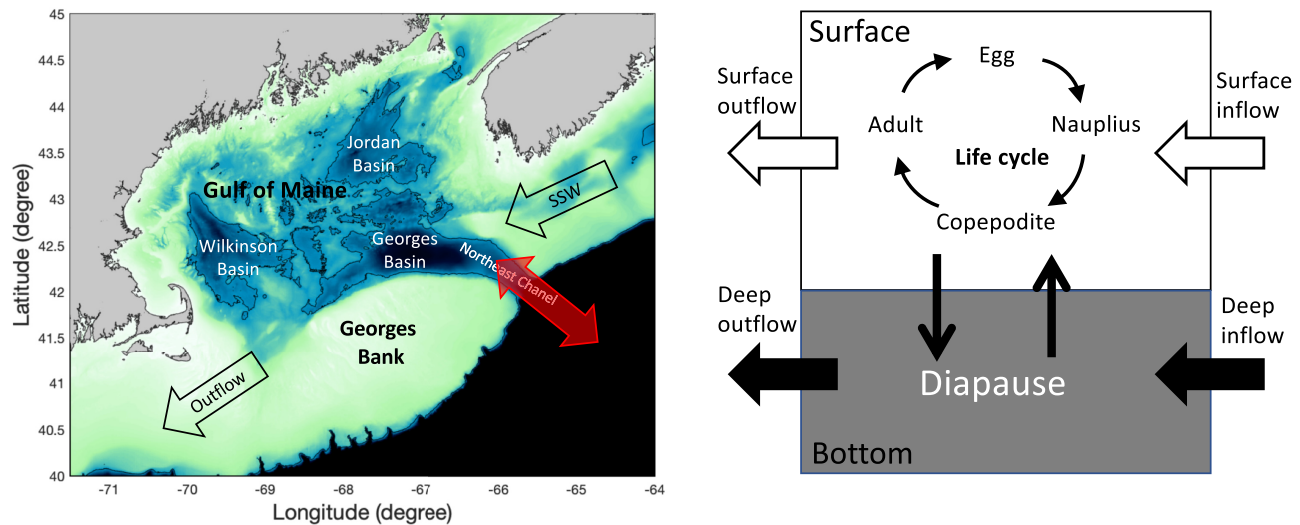 45
44.5
44
43.5
43
42.5
42
41.5
41
40.5
40
Latitude (degree)
-71
-70
-69
-68
-67
-66
-65
-64
Longitude (degree)
Jordan
Basin
Gulf of Maine
SSW
Wilkinson
Basin
Georges
Basin
Northeast Chanel
Georges
Bank
Outflow
Surface
Egg
Surface
outflow
Surface
inflow
Adult
Nauplius
Life cycle
Copepodite
Deep
outflow
Deep
inflow
Diapause
Bottom